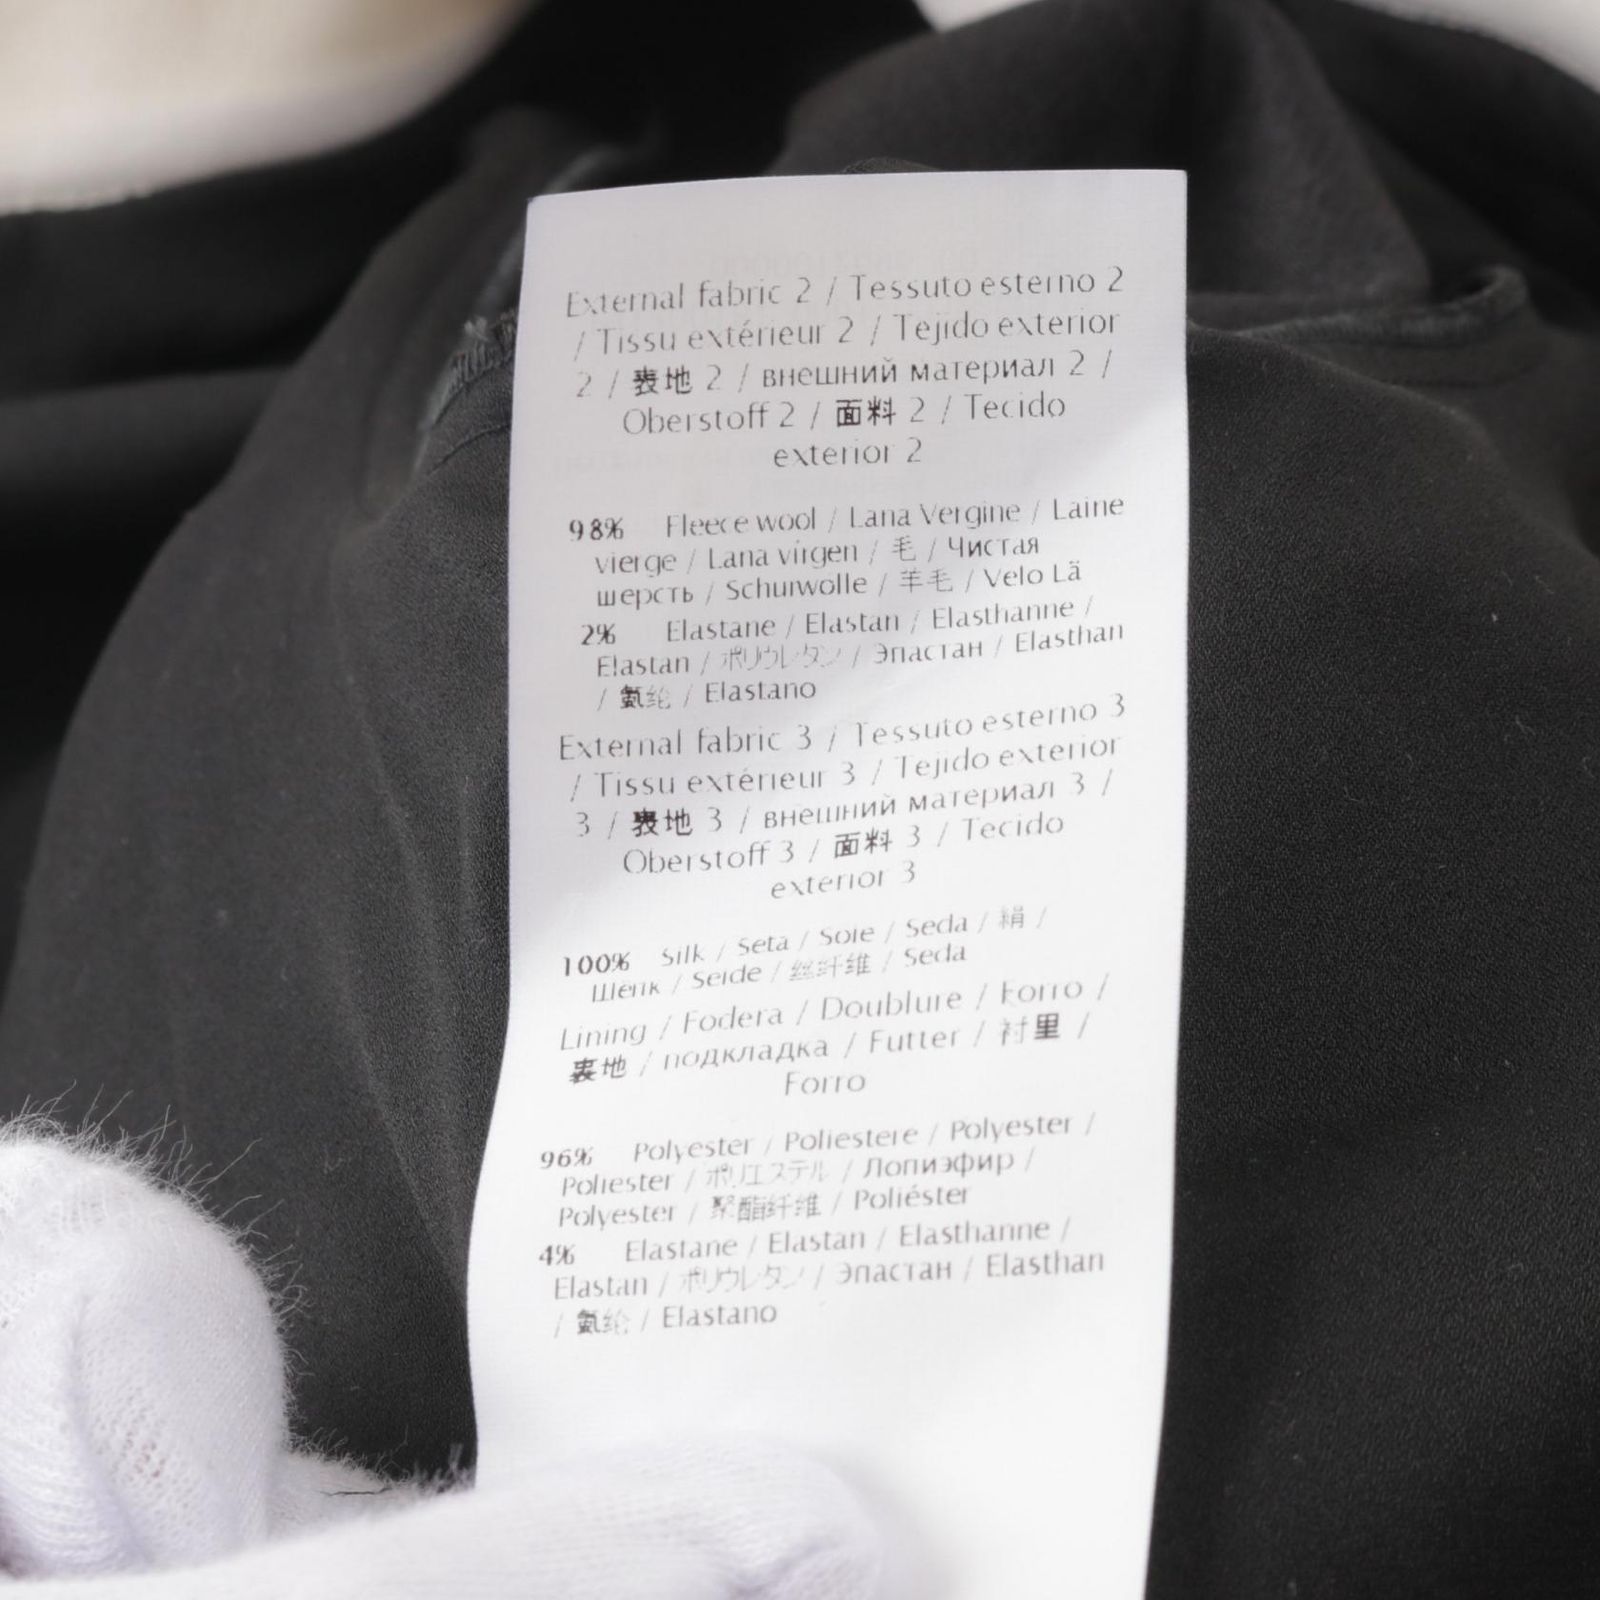 External fabric 2 / Tessuto esterno 2
/ Tissu extérieur 2 / Tejido exterior
2 / 表地 2 / внешний материал 2 /
Oberstoff 2 / 面料 2 / Tecido
exterior 2
98% Fleece wool / Lana Vergine / Laine
vierge / Lana virgen / 毛 / Чистая
шерсть / Schurwolle / 羊毛 / Velo Lã
2% Elastane / Elastan / Elasthanne /
Elastan / ポリウレタン / Эластан / Elasthan
/ 氨纶 / Elastano
External fabric 3 / Tessuto esterno 3
/ Tissu extérieur 3 / Tejido exterior
3 / 表地 3 / внешний материал 3 /
Oberstoff 3 / 面料 3 / Tecido
exterior 3
100% Silk / Seta / Soie / Seda / 絹 /
Шелк / Seide / 丝纤维 / Seda
Lining / Fodera / Doublure / Forro /
裏地 / подкладка / Futter / 衬里 /
Forro
96% Polyester / Poliestere / Polyester /
Poliester / ポリエステル / Лопиэфир /
Polyester / 聚酯纤维 / Poliéster
4% Elastane / Elastan / Elasthanne /
Elastan / ポリウレタン / Эластан / Elasthan
/ 氨纶 / Elastano